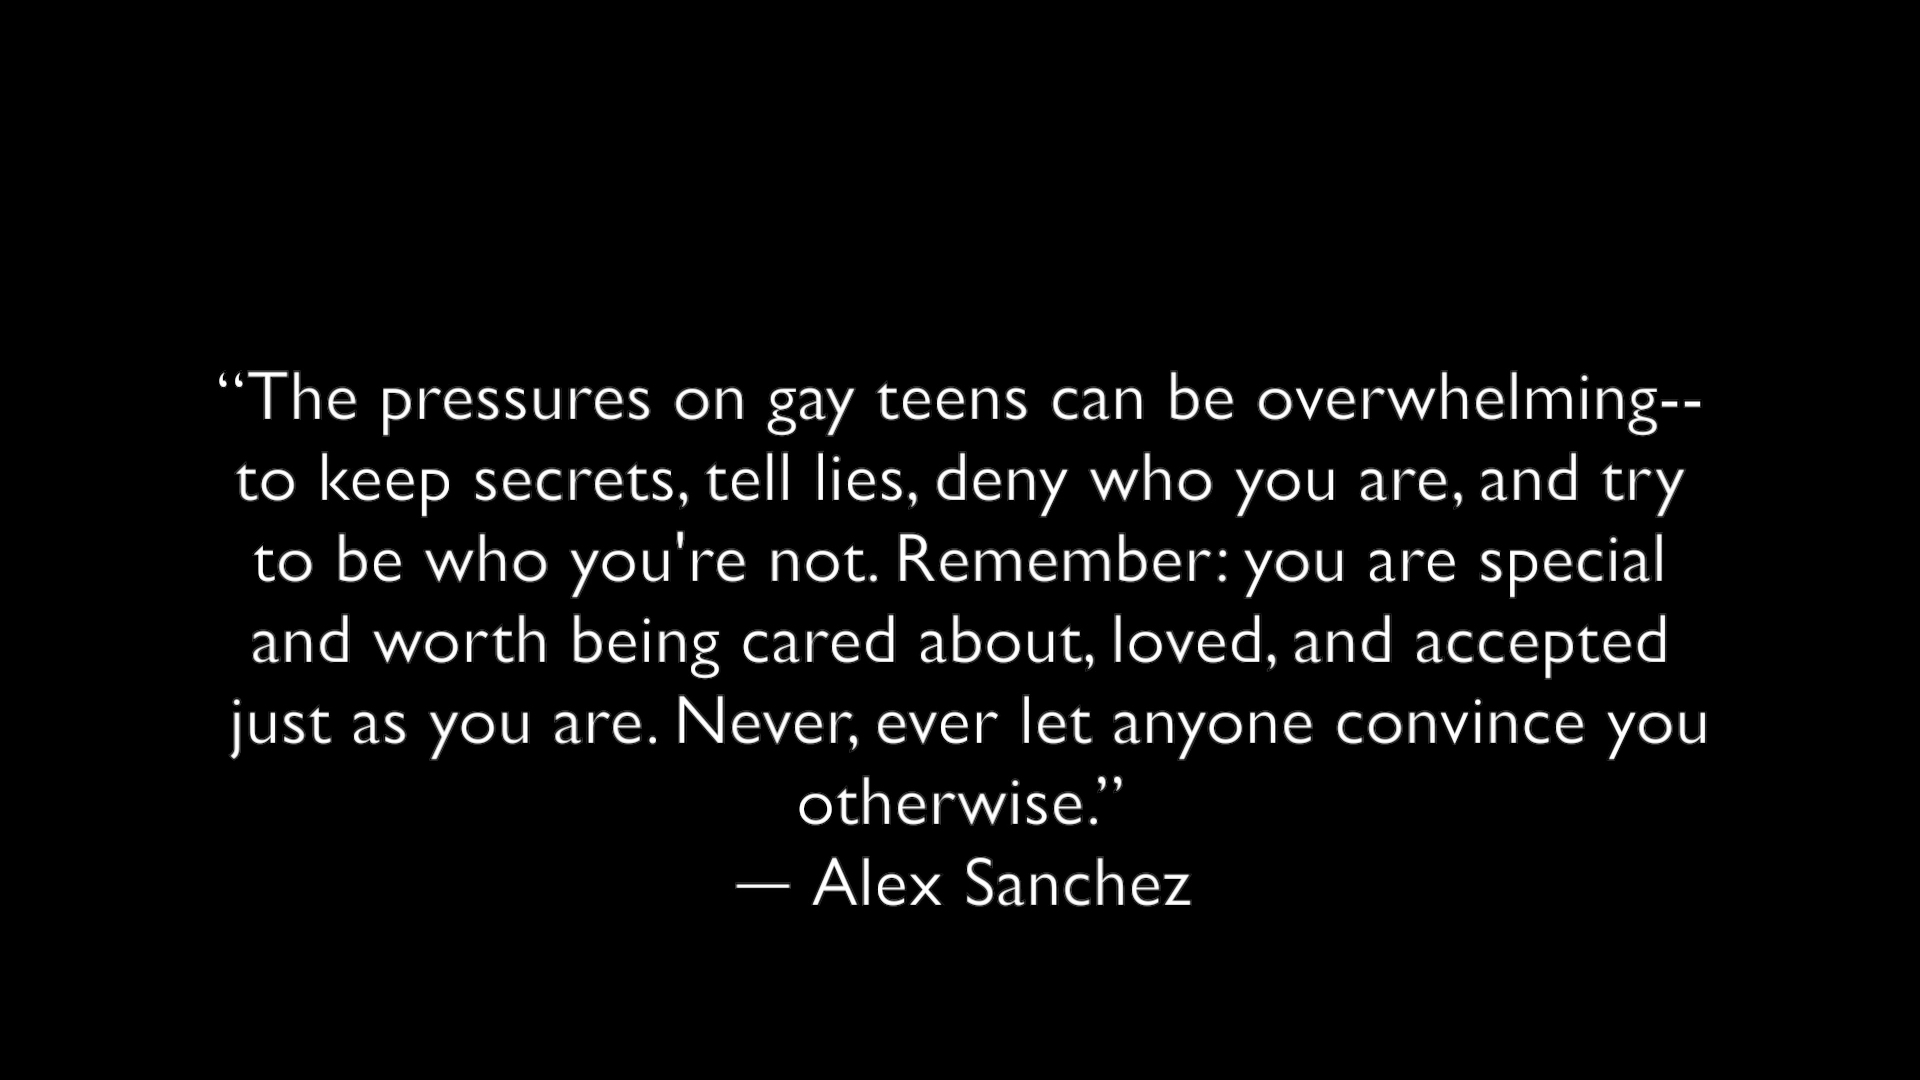 “The pressures on gay teens can be overwhelming--
to keep secrets, tell lies, deny who you are, and try
to be who you're not. Remember: you are special
and worth being cared about, loved, and accepted
just as you are. Never, ever let anyone convince you
otherwise.”
— Alex Sanchez